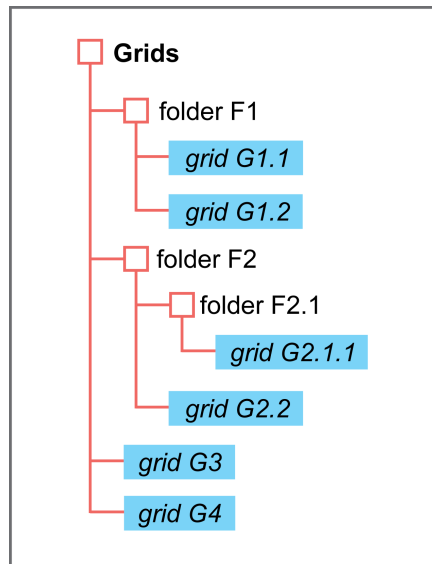 Grids
folder F1
grid G1.1
grid G1.2
folder F2
folder F2.1
grid G2.1.1
grid G2.2
grid G3
grid G4